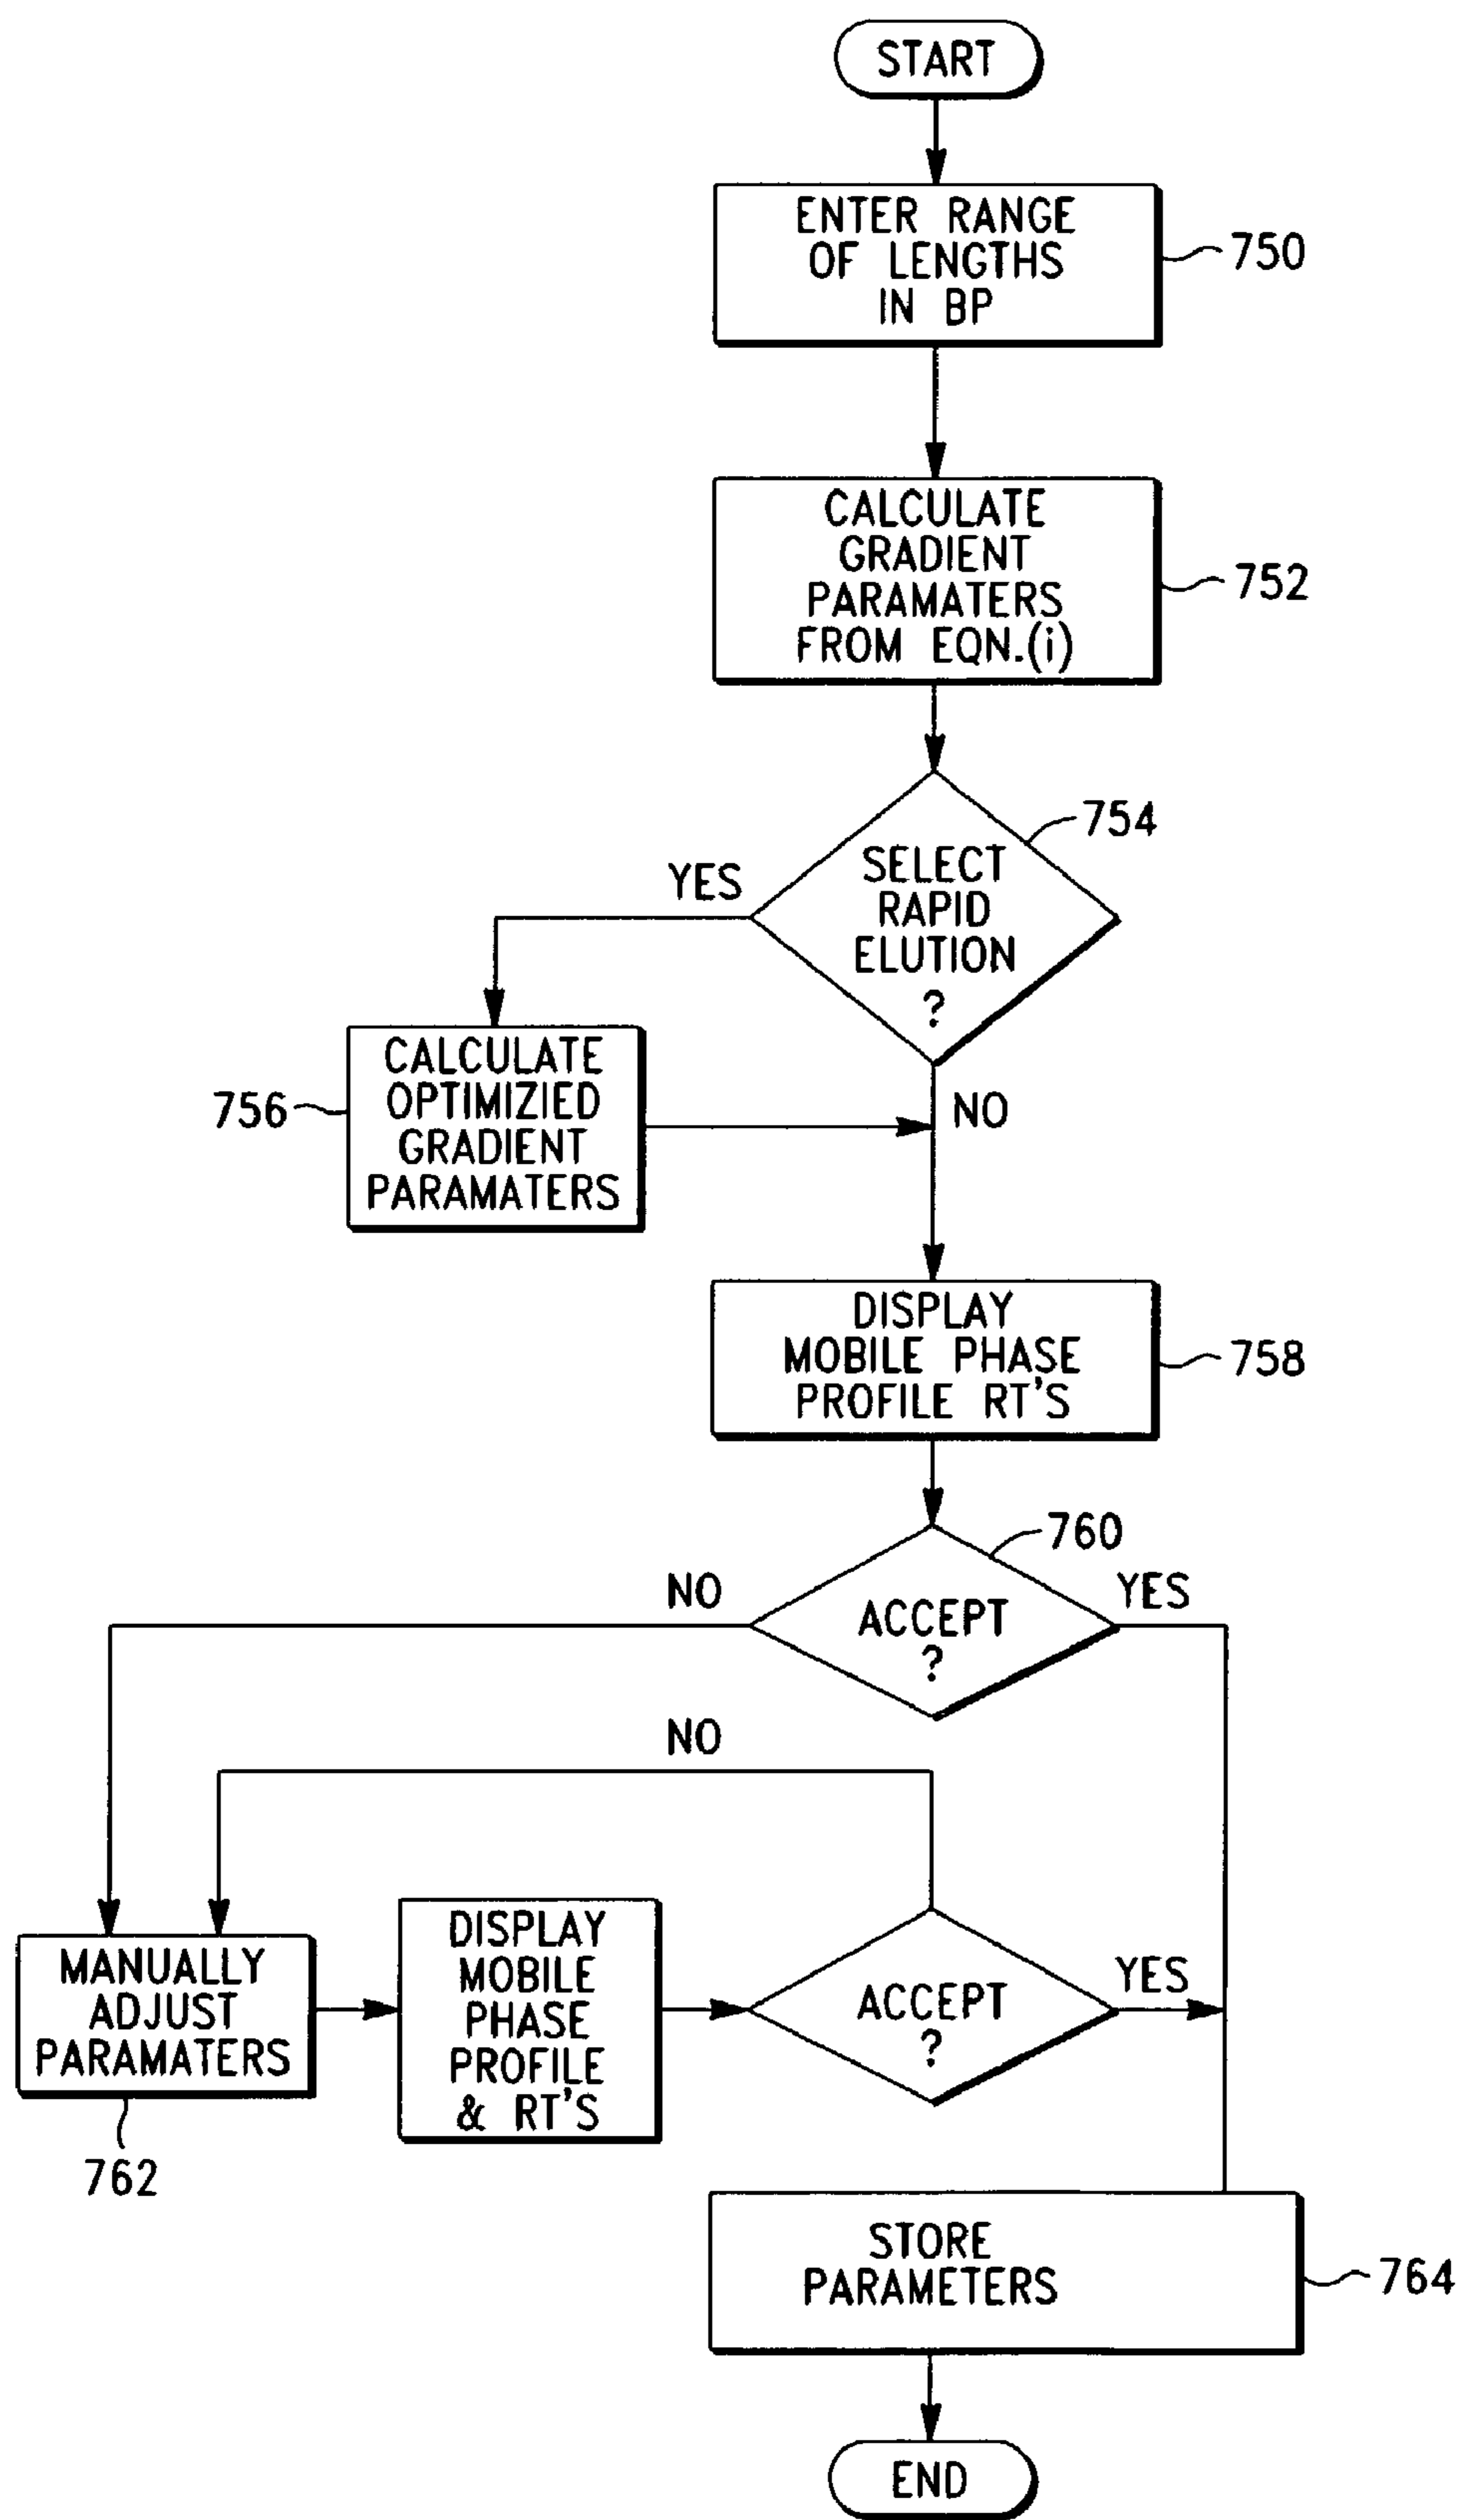 START
ENTER RANGE
OF LENGTHS
IN BP
750
CALCULATE
GRADIENT
PARAMATERS
FROM EQN.(i)
752
754
SELECT
RAPID
ELUTION
?
YES
NO
CALCULATE
OPTIMIZIED
GRADIENT
PARAMATERS
756
DISPLAY
MOBILE PHASE
PROFILE RT'S
758
760
ACCEPT
?
NO
YES
NO
MANUALLY
ADJUST
PARAMATERS
762
DISPLAY
MOBILE
PHASE
PROFILE
& RT'S
ACCEPT
?
YES
STORE
PARAMETERS
764
END